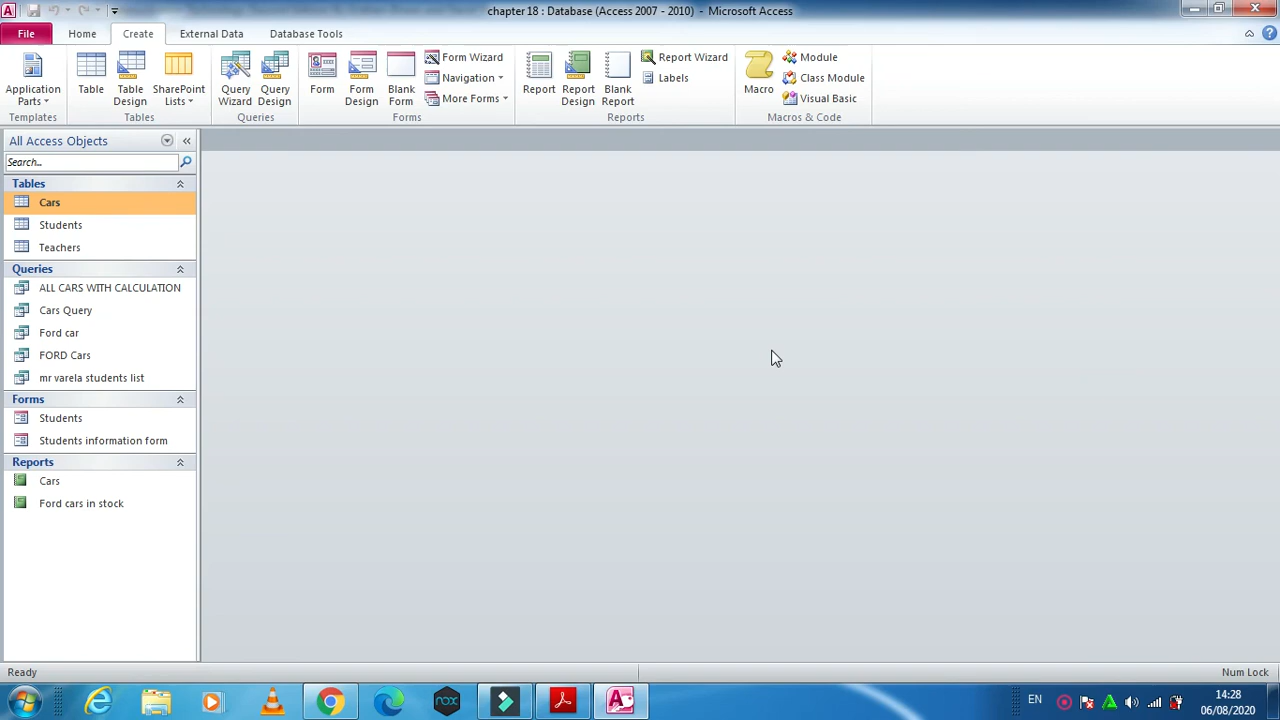 chapter 18 : Database (Access 2007 - 2010) - Microsoft Access
File Home Create External Data Database Tools
Application Parts
Table
Table Design
SharePoint Lists
Query Wizard
Query Design
Form
Form Design
Blank Form
Form Wizard
Navigation
More Forms
Report
Report Design
Blank Report
Report Wizard
Labels
Macro
Module
Class Module
Visual Basic
Templates Tables Queries Forms Reports Macros & Code
All Access Objects
Search...
Tables
Cars
Students
Teachers
Queries
ALL CARS WITH CALCULATION
Cars Query
Ford car
FORD Cars
mr varela students list
Forms
Students
Students information form
Reports
Cars
Ford cars in stock
Ready
Num Lock
nox
EN
14:28
06/08/2020